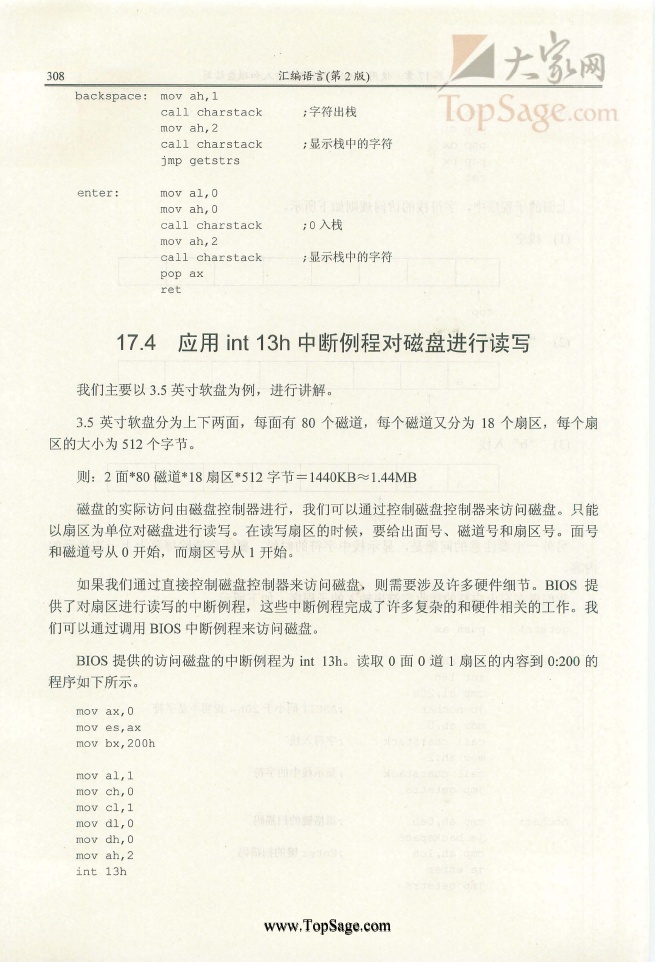 大家网
TopSage.com
308 汇编语言(第 2 版)
backspace: mov ah,1
call charstack ;字符出栈
mov ah,2
call charstack ;显示栈中的字符
jmp getstrs
enter: mov al,0
mov ah,0
call charstack ;0 入栈
mov ah,2
call charstack ;显示栈中的字符
pop ax
ret
17.4 应用 int 13h 中断例程对磁盘进行读写
我们主要以 3.5 英寸软盘为例，进行讲解。
3.5 英寸软盘分为上下两面，每面有 80 个磁道，每个磁道又分为 18 个扇区，每个扇
区的大小为 512 个字节。
则：2 面*80 磁道*18 扇区*512 字节＝1440KB≈1.44MB
磁盘的实际访问由磁盘控制器进行，我们可以通过控制磁盘控制器来访问磁盘。只能
以扇区为单位对磁盘进行读写。在读写扇区的时候，要给出面号、磁道号和扇区号。面号
和磁道号从 0 开始，而扇区号从 1 开始。
如果我们通过直接控制磁盘控制器来访问磁盘，则需要涉及许多硬件细节。BIOS 提
供了对扇区进行读写的中断例程，这些中断例程完成了许多复杂的和硬件相关的工作。我
们可以通过调用 BIOS 中断例程来访问磁盘。
BIOS 提供的访问磁盘的中断例程为 int 13h。读取 0 面 0 道 1 扇区的内容到 0:200 的
程序如下所示。
mov ax,0
mov es,ax
mov bx,200h
mov al,1
mov ch,0
mov cl,1
mov dl,0
mov dh,0
mov ah,2
int 13h
www.TopSage.com